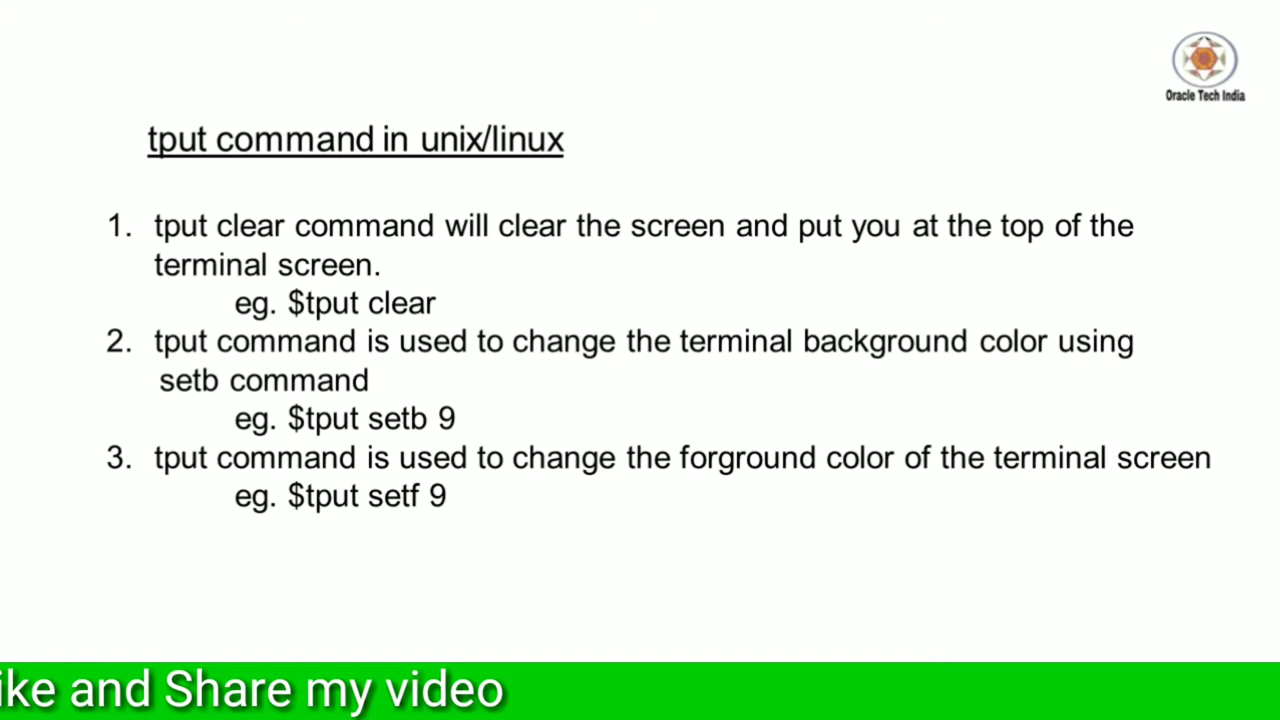 Oracle Tech India
tput command in unix/linux
1. tput clear command will clear the screen and put you at the top of the
terminal screen.
eg. $tput clear
2. tput command is used to change the terminal background color using
setb command
eg. $tput setb 9
3. tput command is used to change the forground color of the terminal screen
eg. $tput setf 9
ike and Share my video